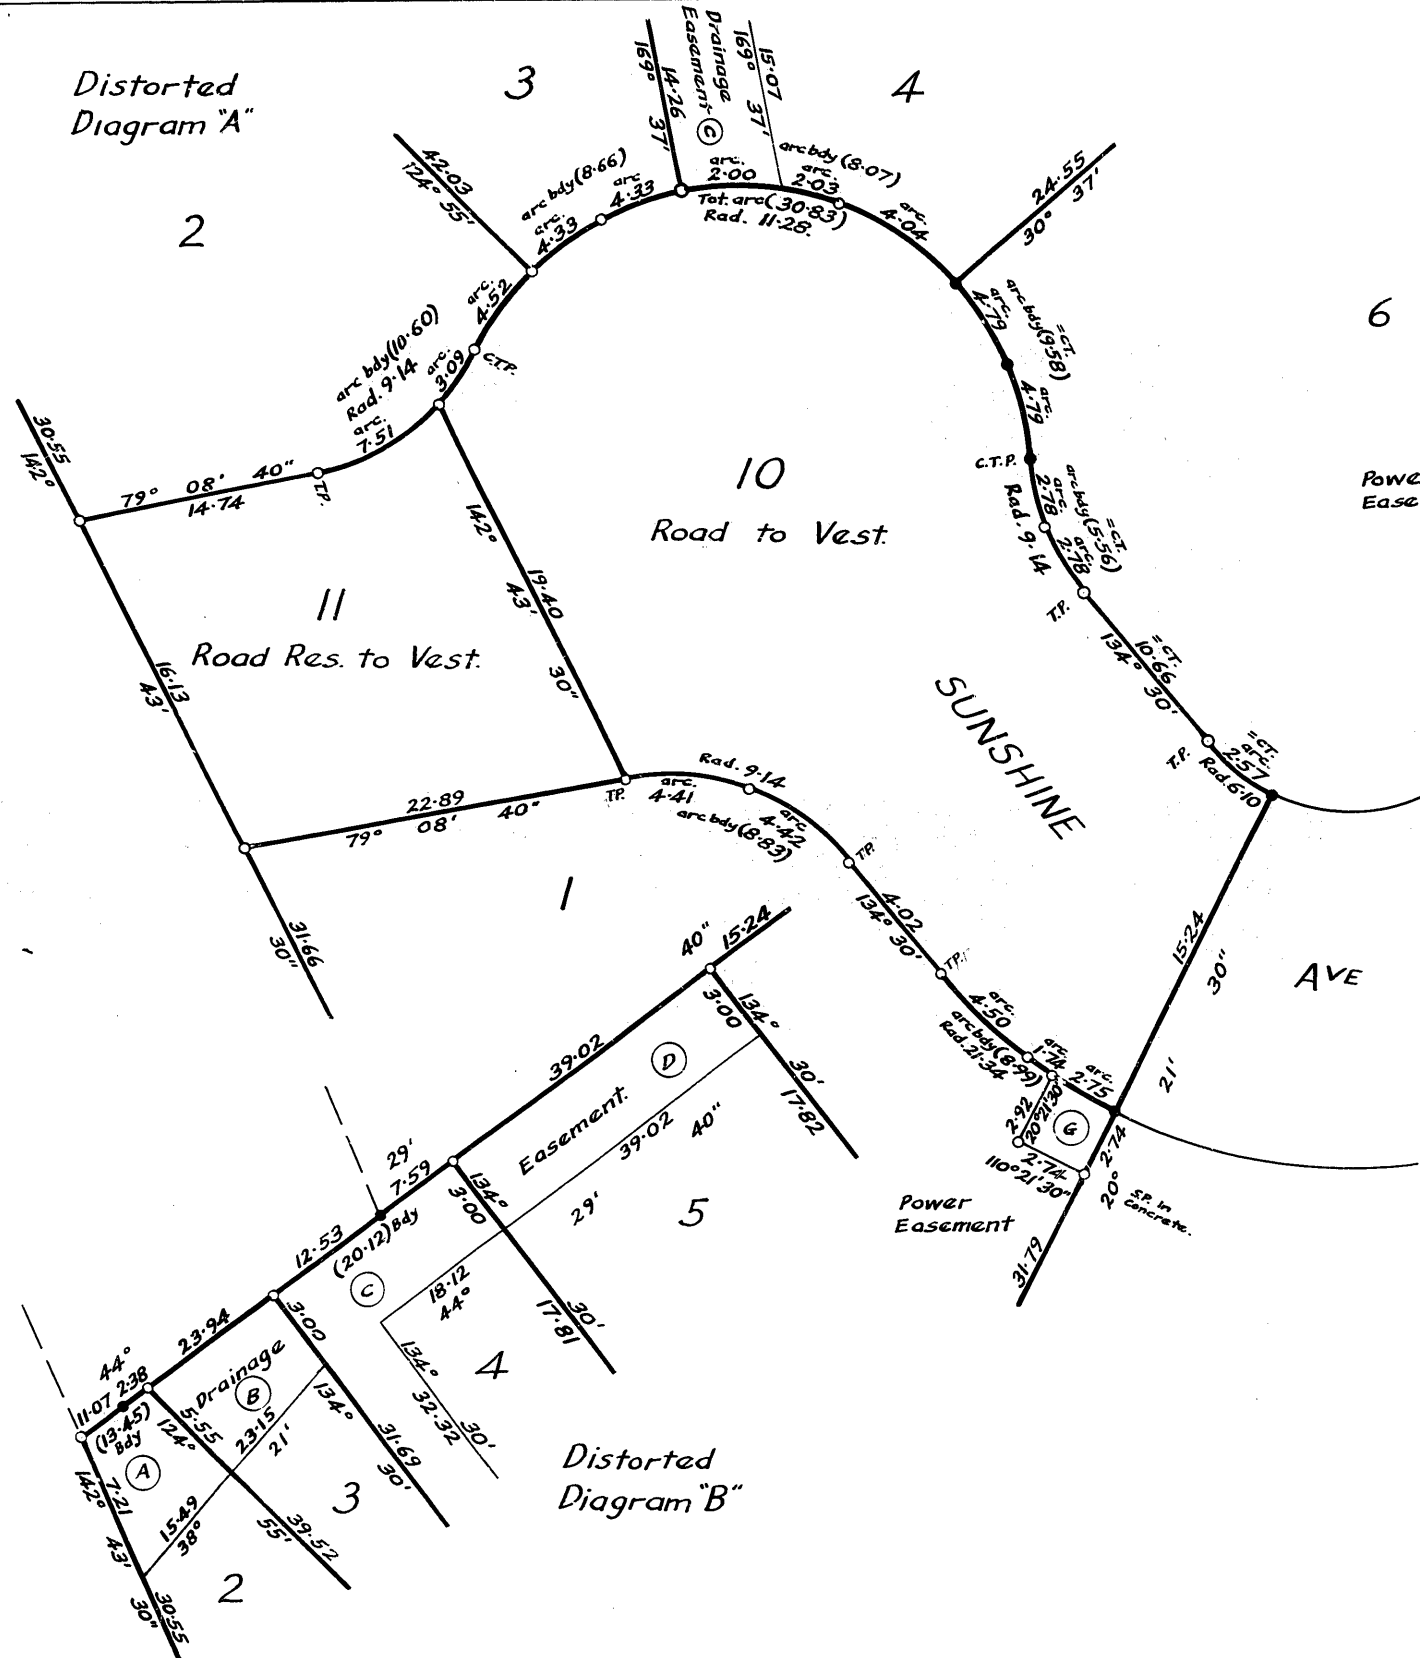 Distorted
Diagram "A"
3
4
2
6
42·03
124° 55'
14·26
169° 37'
Drainage
Easement C
15·07
169° 37'
24·55
30° 37'
arc bdy (8·66)
arc.
4·33
arc
4·33
arc.
2·00
arc bdy (8·07)
arc.
2·03
arc.
4·04
Tot. arc (30·83)
Rad. 11·28.
arc.
4·52
arc bdy (10·60)
Rad. 9·14
arc.
3·09
C.T.P.
arc.
7·51
arc.
4·79
= CT.
arc bdy (9·58)
arc.
4·79
C.T.P.
arc.
2·78
= CT.
arc bdy (5·56)
arc.
2·78
Rad. 9·14
T.P.
30·55
142°
79° 08' 40"
14·74
T.P.
10
Road to Vest.
Powe
Ease
142° 43' 30"
19·40
11
Road Res. to Vest.
16·13
43'
= CT.
10·66
134° 30'
SUNSHINE
T.P.
= CT.
arc.
2·57
Rad. 6·10
22·89
79° 08' 40"
T.P.
Rad. 9·14
arc.
4·41
arc
4·42
arc bdy (8·83)
T.P.
1
31·66
30"
4·02
134° 30'
T.P.
15·24
20° 21' 30"
AVE
arc.
4·50
arc bdy (8·99)
Rad. 21·34
arc.
1·74
arc.
2·75
2·92
20°21'30"
G
2·74
2·74
110°21'30"
S.P. in
Concrete.
Power
Easement
31·79
15·24
40"
39·02
3·00
134° 30'
17·82
D
Easement.
39·02
29' 40"
5
29'
7·59
12·53
(20·12) Bdy
C
134°
3·00
30'
17·81
18·12
44°
4
134° 30'
32·32
23·94
3·00
Drainage
B
134° 30'
31·69
44°
11·07
2·38
(13·45)
Bdy
A
5·55
124° 55'
23·15
21'
3
39·52
7·21
142° 43' 30"
15·49
38°
2
30·55
Distorted
Diagram "B"